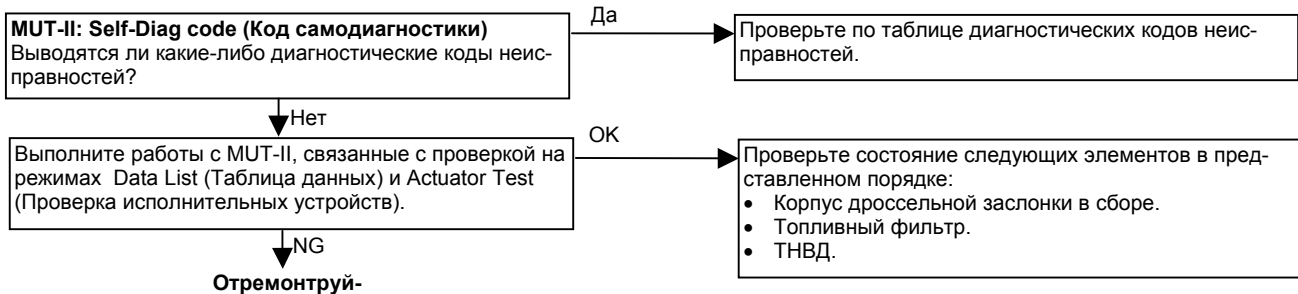 MUT-II: Self-Diag code (Код самодиагностики)
Выводятся ли какие-либо диагностические коды неис-
правностей?
Да
Проверьте по таблице диагностических кодов неис-
правностей.
Нет
Выполните работы с MUT-II, связанные с проверкой на
режимах Data List (Таблица данных) и Actuator Test
(Проверка исполнительных устройств).
OK
Проверьте состояние следующих элементов в пред-
ставленном порядке:
• Корпус дроссельной заслонки в сборе.
• Топливный фильтр.
• ТНВД.
NG
Отремонтируй-